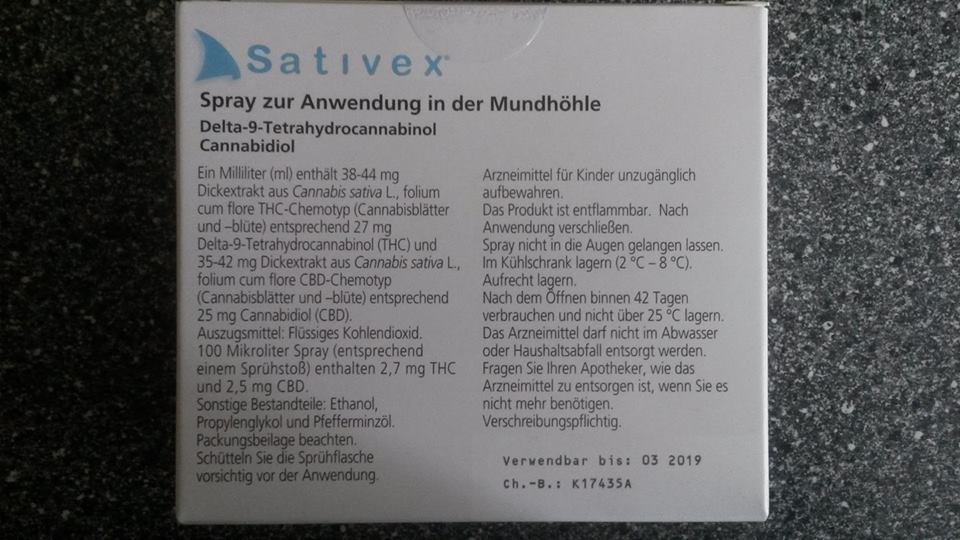 Sativex®
Spray zur Anwendung in der Mundhöhle
Delta-9-Tetrahydrocannabinol
Cannabidiol
Ein Milliliter (ml) enthält 38-44 mg
Dickextrakt aus Cannabis sativa L., folium
cum flore THC-Chemotyp (Cannabisblätter
und –blüte) entsprechend 27 mg
Delta-9-Tetrahydrocannabinol (THC) und
35-42 mg Dickextrakt aus Cannabis sativa L.,
folium cum flore CBD-Chemotyp
(Cannabisblätter und –blüte) entsprechend
25 mg Cannabidiol (CBD).
Auszugsmittel: Flüssiges Kohlendioxid.
100 Mikroliter Spray (entsprechend
einem Sprühstoß) enthalten 2,7 mg THC
und 2,5 mg CBD.
Sonstige Bestandteile: Ethanol,
Propylenglykol und Pfefferminzöl.
Packungsbeilage beachten.
Schütteln Sie die Sprühflasche
vorsichtig vor der Anwendung.
Arzneimittel für Kinder unzugänglich
aufbewahren.
Das Produkt ist entflammbar. Nach
Anwendung verschließen.
Spray nicht in die Augen gelangen lassen.
Im Kühlschrank lagern (2 °C – 8 °C).
Aufrecht lagern.
Nach dem Öffnen binnen 42 Tagen
verbrauchen und nicht über 25 °C lagern.
Das Arzneimittel darf nicht im Abwasser
oder Haushaltsabfall entsorgt werden.
Fragen Sie Ihren Apotheker, wie das
Arzneimittel zu entsorgen ist, wenn Sie es
nicht mehr benötigen.
Verschreibungspflichtig.
Verwendbar bis: 03 2019
Ch.-B.: K17435A